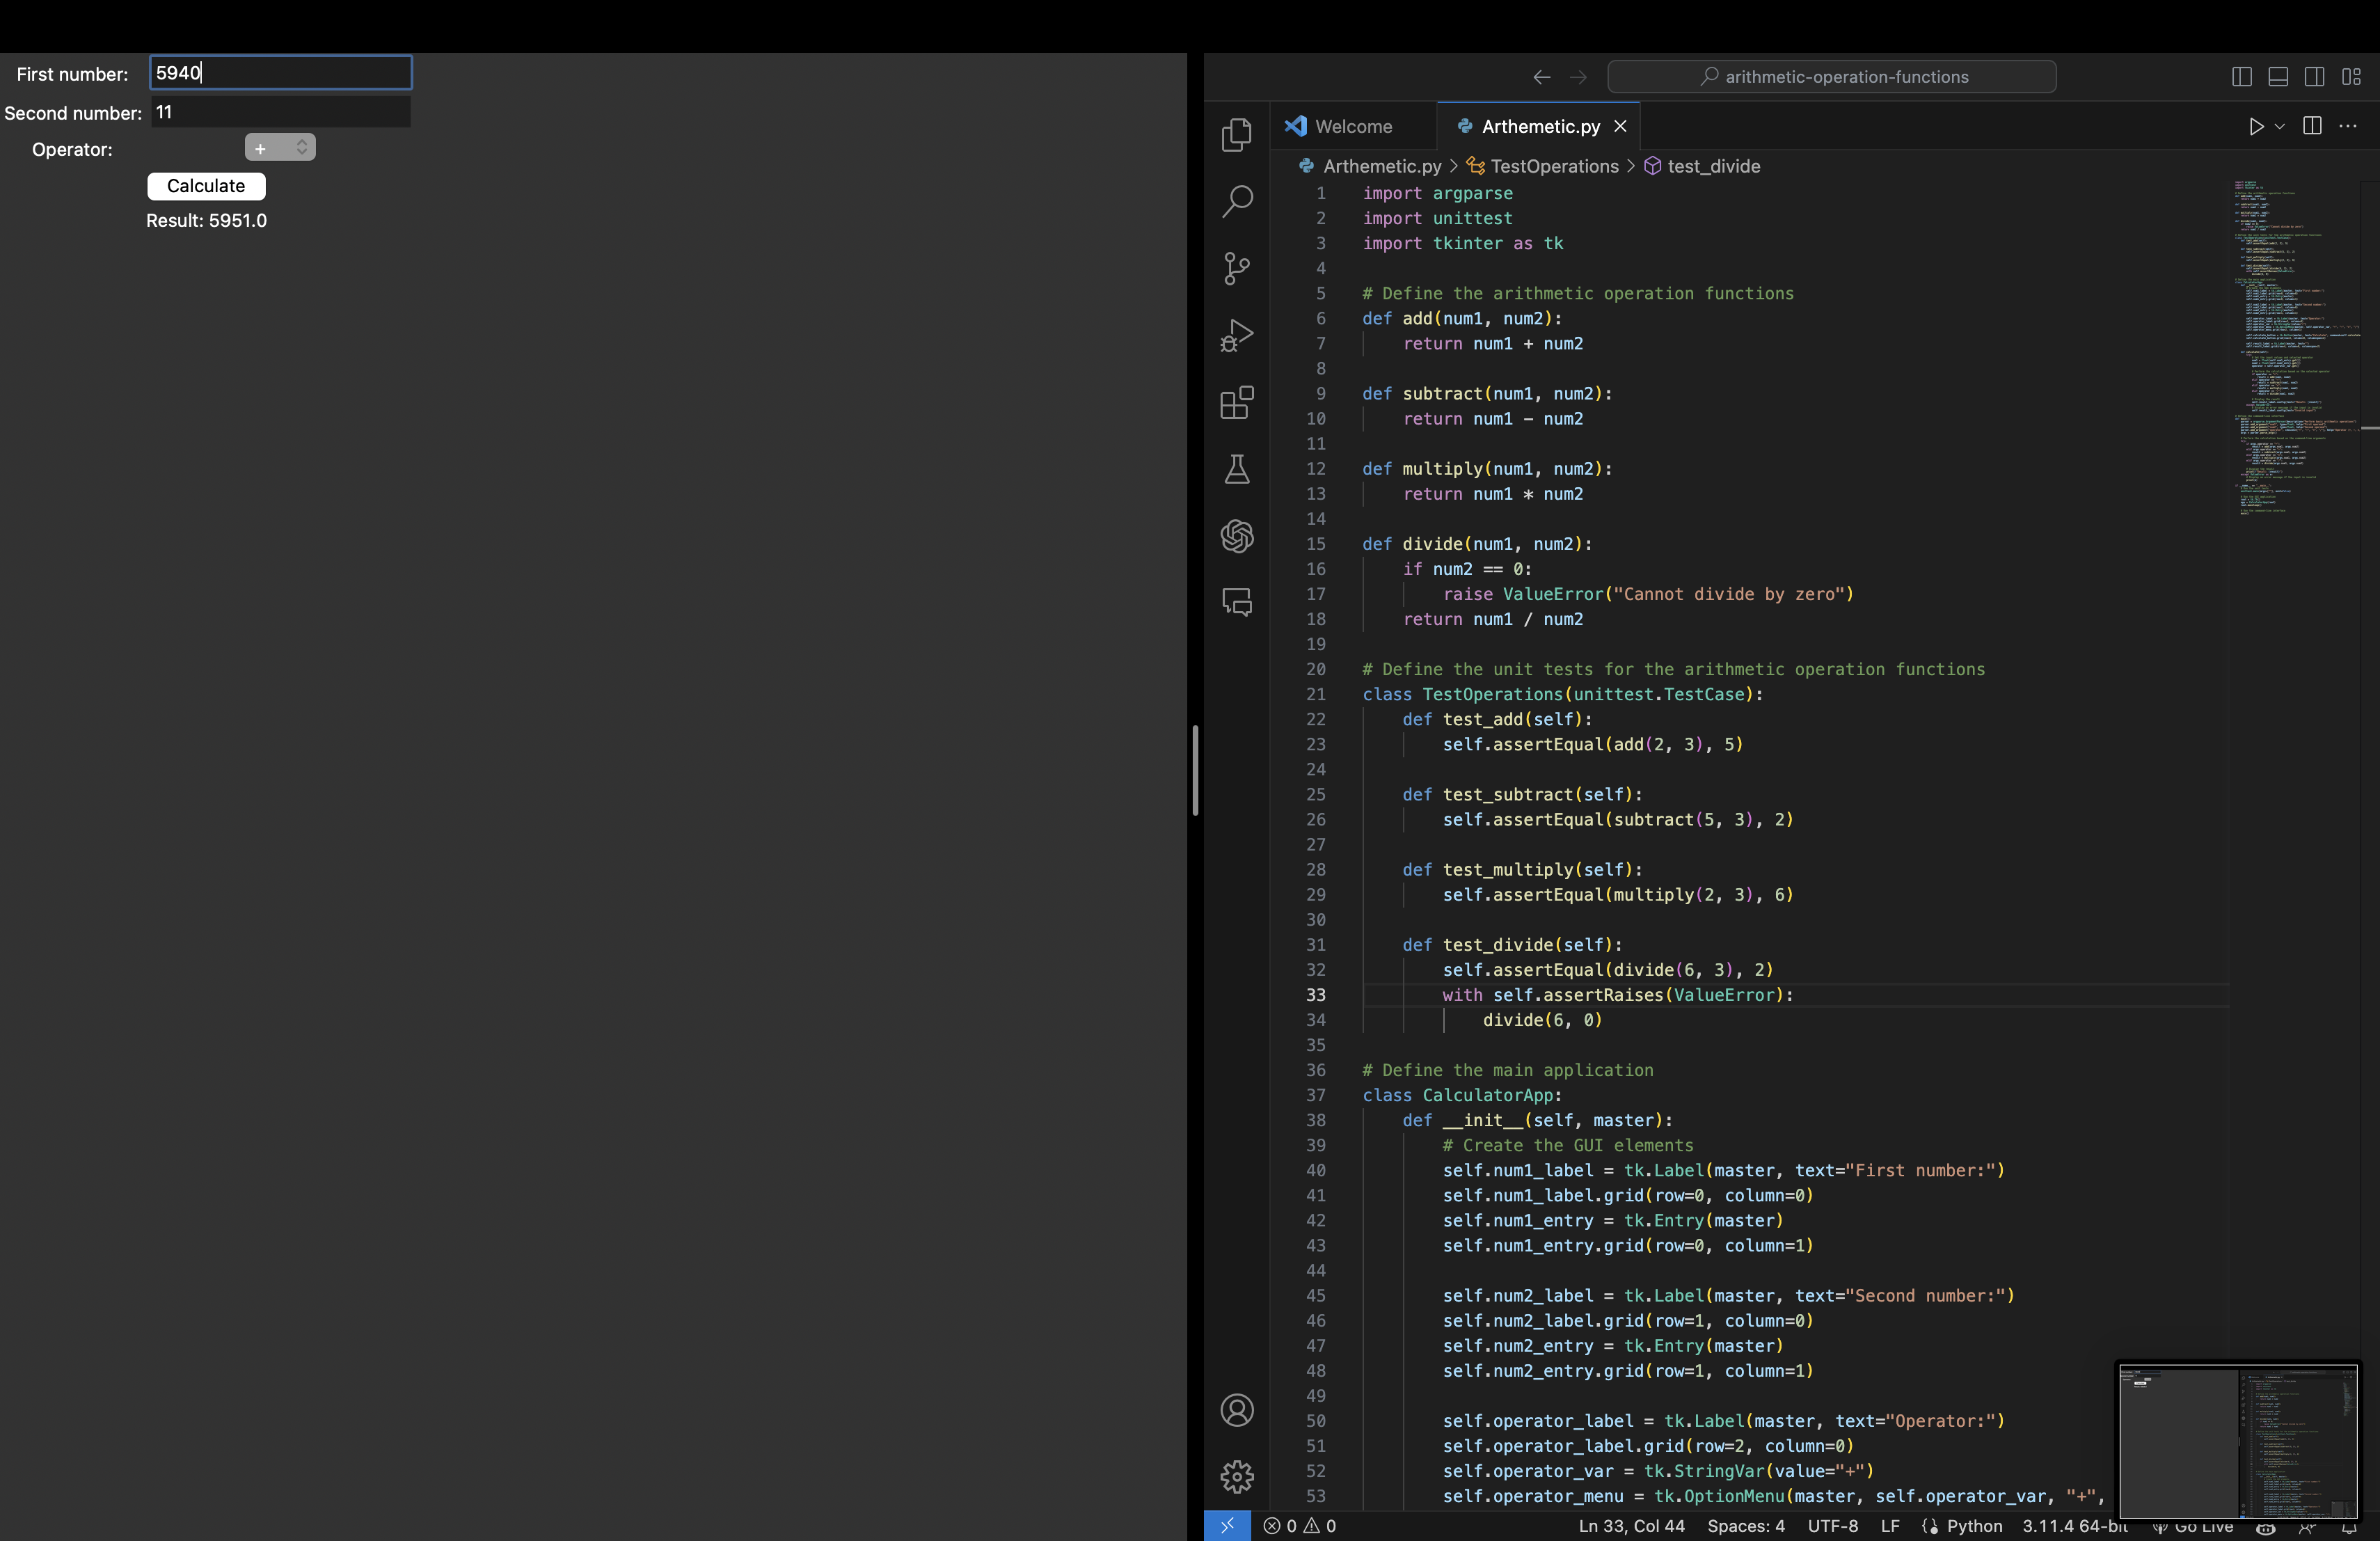 First number: 5940
Second number: 11
Operator: +
Calculate
Result: 5951.0
arithmetic-operation-functions
Welcome
Arthemetic.py
Arthemetic.py > TestOperations > test_divide
1 import argparse
2 import unittest
3 import tkinter as tk
4
5 # Define the arithmetic operation functions
6 def add(num1, num2):
7 return num1 + num2
8
9 def subtract(num1, num2):
10 return num1 - num2
11
12 def multiply(num1, num2):
13 return num1 * num2
14
15 def divide(num1, num2):
16 if num2 == 0:
17 raise ValueError("Cannot divide by zero")
18 return num1 / num2
19
20 # Define the unit tests for the arithmetic operation functions
21 class TestOperations(unittest.TestCase):
22 def test_add(self):
23 self.assertEqual(add(2, 3), 5)
24
25 def test_subtract(self):
26 self.assertEqual(subtract(5, 3), 2)
27
28 def test_multiply(self):
29 self.assertEqual(multiply(2, 3), 6)
30
31 def test_divide(self):
32 self.assertEqual(divide(6, 3), 2)
33 with self.assertRaises(ValueError):
34 divide(6, 0)
35
36 # Define the main application
37 class CalculatorApp:
38 def __init__(self, master):
39 # Create the GUI elements
40 self.num1_label = tk.Label(master, text="First number:")
41 self.num1_label.grid(row=0, column=0)
42 self.num1_entry = tk.Entry(master)
43 self.num1_entry.grid(row=0, column=1)
44
45 self.num2_label = tk.Label(master, text="Second number:")
46 self.num2_label.grid(row=1, column=0)
47 self.num2_entry = tk.Entry(master)
48 self.num2_entry.grid(row=1, column=1)
49
50 self.operator_label = tk.Label(master, text="Operator:")
51 self.operator_label.grid(row=2, column=0)
52 self.operator_var = tk.StringVar(value="+")
53 self.operator_menu = tk.OptionMenu(master, self.operator_var, "+",
0 0 Ln 33, Col 44 Spaces: 4 UTF-8 LF Python 3.11.4 64-bit Go Live